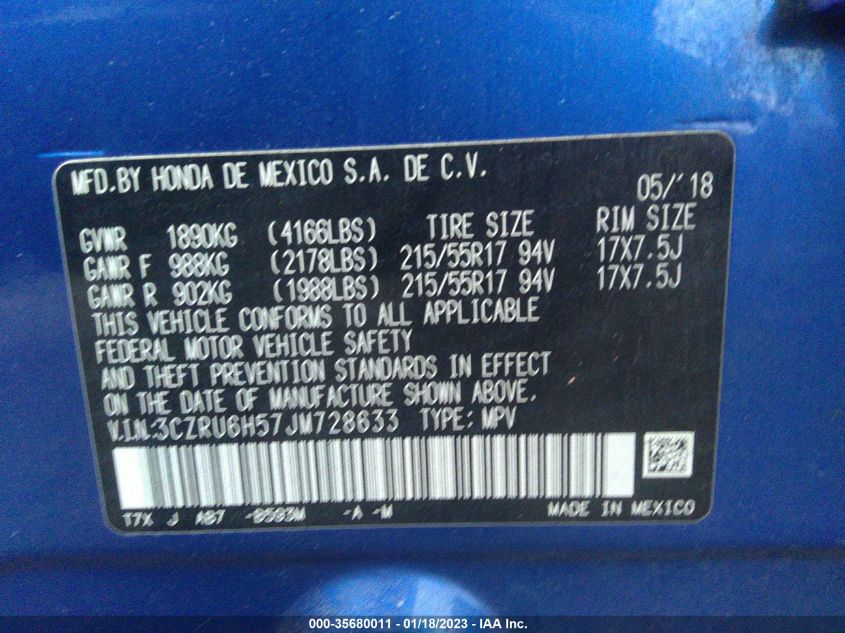 MFD.BY HONDA DE MEXICO S.A. DE C.V.
05/'18
GVWR 1890KG (4166LBS) TIRE SIZE RIM SIZE
GAWR F 988KG (2178LBS) 215/55R17 94V 17X7.5J
GAWR R 902KG (1988LBS) 215/55R17 94V 17X7.5J
THIS VEHICLE CONFORMS TO ALL APPLICABLE
FEDERAL MOTOR VEHICLE SAFETY
AND THEFT PREVENTION STANDARDS IN EFFECT
ON THE DATE OF MANUFACTURE SHOWN ABOVE.
V.I.N.:3CZRU6H57JM728633 TYPE: MPV
T7X J AB7 -B593M -A -M MADE IN MEXICO
000-35680011 - 01/18/2023 - IAA Inc.